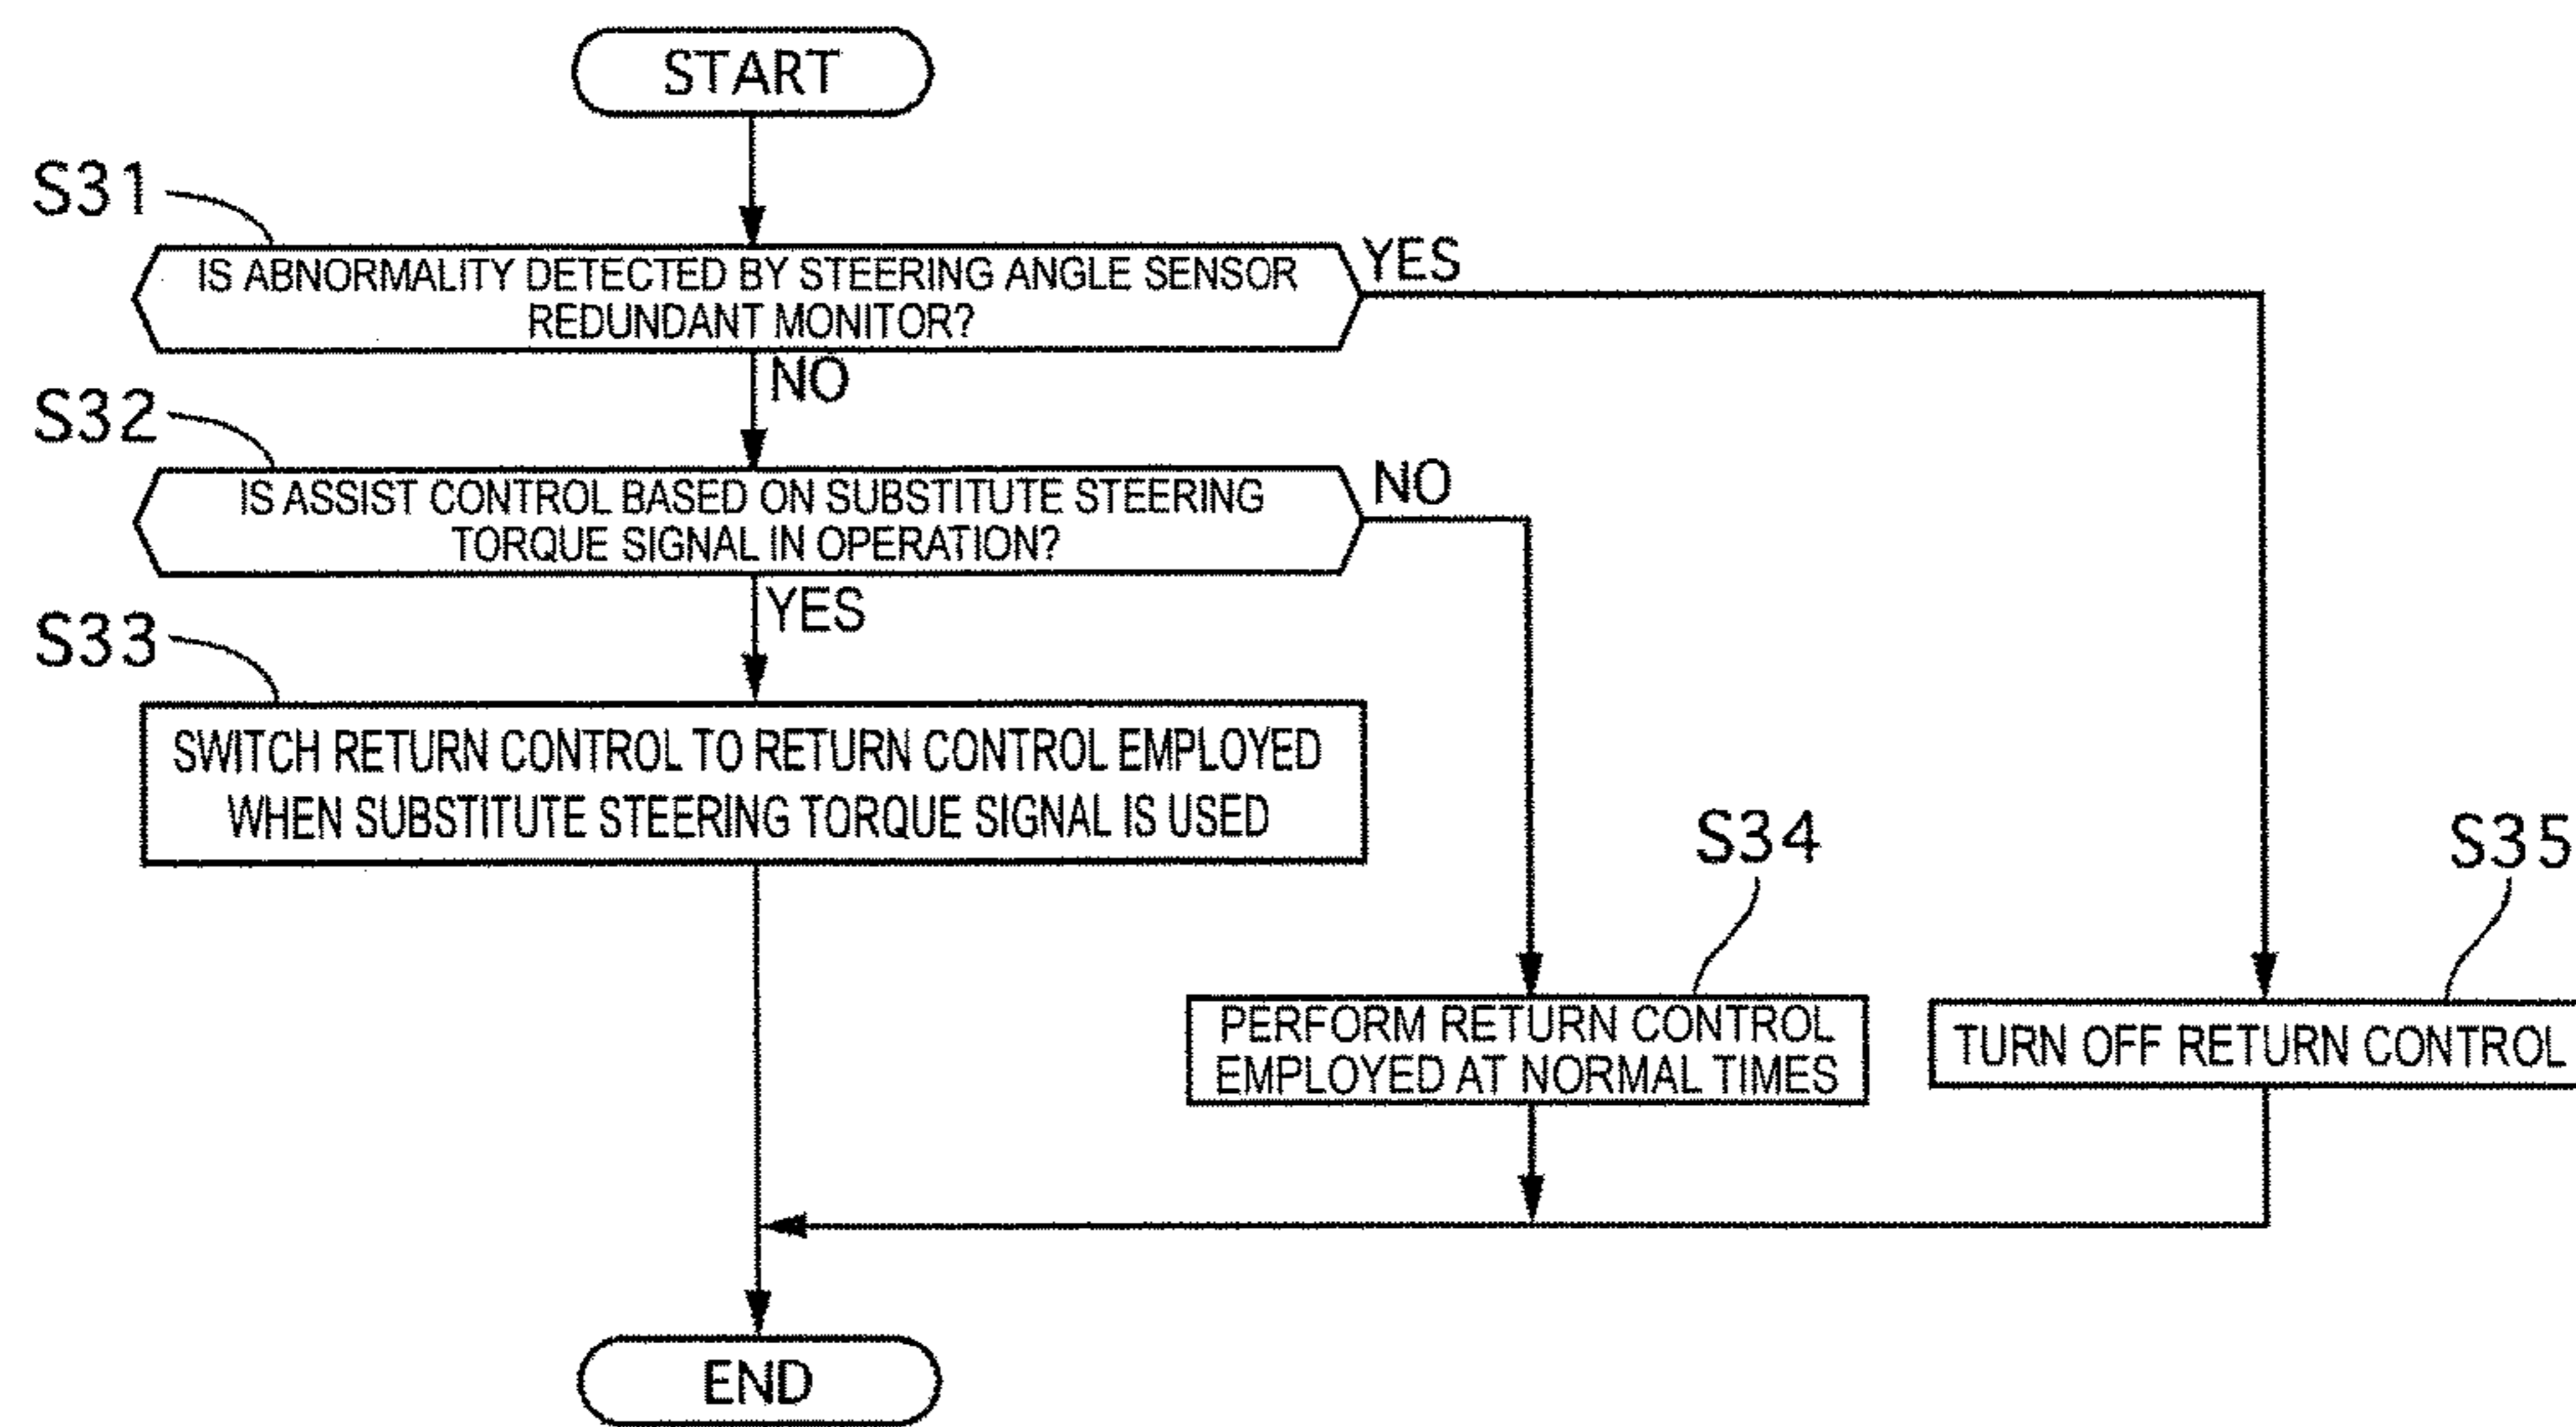 START
S31
IS ABNORMALITY DETECTED BY STEERING ANGLE SENSOR
REDUNDANT MONITOR?
YES
NO
S32
IS ASSIST CONTROL BASED ON SUBSTITUTE STEERING
TORQUE SIGNAL IN OPERATION?
NO
YES
S33
SWITCH RETURN CONTROL TO RETURN CONTROL EMPLOYED
WHEN SUBSTITUTE STEERING TORQUE SIGNAL IS USED
S34
PERFORM RETURN CONTROL
EMPLOYED AT NORMAL TIMES
S35
TURN OFF RETURN CONTROL
END